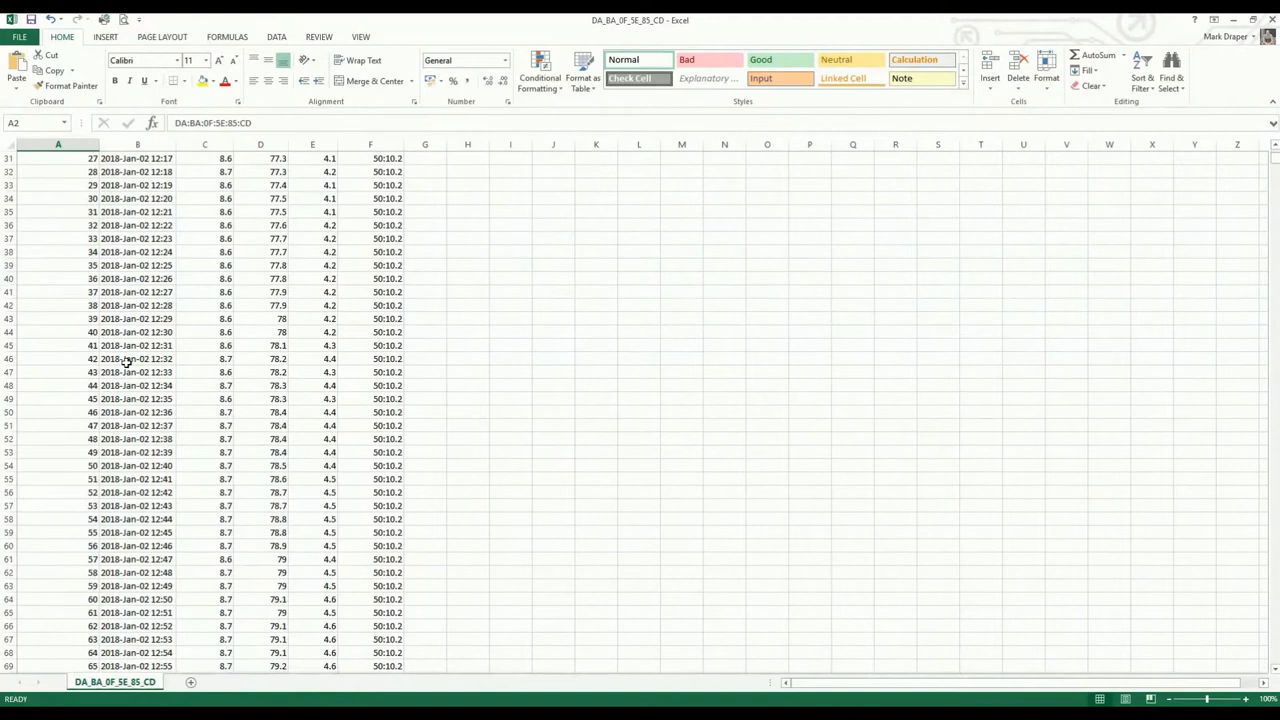 DA_BA_0F_5E_85_CD - Excel
FILE HOME INSERT PAGE LAYOUT FORMULAS DATA REVIEW VIEW Mark Draper
Cut
Copy
Format Painter
Paste
Clipboard
Calibri 11
B I U
Font
Wrap Text
Merge & Center
Alignment
General
%
Number
Conditional Formatting
Format as Table
Normal Bad Good Neutral Calculation
Check Cell Explanatory ... Input Linked Cell Note
Styles
Insert Delete Format
Cells
AutoSum
Fill
Clear
Sort & Filter
Find & Select
Editing
A2 fx DA:BA:0F:5E:85:CD
A B C D E F G H I J K L M N O P Q R S T U V W X Y Z
31 27 2018-Jan-02 12:17 8.6 77.3 4.1 50:10.2
32 28 2018-Jan-02 12:18 8.7 77.3 4.2 50:10.2
33 29 2018-Jan-02 12:19 8.6 77.4 4.1 50:10.2
34 30 2018-Jan-02 12:20 8.6 77.5 4.1 50:10.2
35 31 2018-Jan-02 12:21 8.6 77.5 4.1 50:10.2
36 32 2018-Jan-02 12:22 8.6 77.6 4.2 50:10.2
37 33 2018-Jan-02 12:23 8.6 77.7 4.2 50:10.2
38 34 2018-Jan-02 12:24 8.6 77.7 4.2 50:10.2
39 35 2018-Jan-02 12:25 8.6 77.8 4.2 50:10.2
40 36 2018-Jan-02 12:26 8.6 77.8 4.2 50:10.2
41 37 2018-Jan-02 12:27 8.6 77.9 4.2 50:10.2
42 38 2018-Jan-02 12:28 8.6 77.9 4.2 50:10.2
43 39 2018-Jan-02 12:29 8.6 78 4.2 50:10.2
44 40 2018-Jan-02 12:30 8.6 78 4.2 50:10.2
45 41 2018-Jan-02 12:31 8.6 78.1 4.3 50:10.2
46 42 2018-Jan-02 12:32 8.7 78.2 4.4 50:10.2
47 43 2018-Jan-02 12:33 8.6 78.2 4.3 50:10.2
48 44 2018-Jan-02 12:34 8.7 78.3 4.4 50:10.2
49 45 2018-Jan-02 12:35 8.6 78.3 4.3 50:10.2
50 46 2018-Jan-02 12:36 8.7 78.4 4.4 50:10.2
51 47 2018-Jan-02 12:37 8.7 78.4 4.4 50:10.2
52 48 2018-Jan-02 12:38 8.7 78.4 4.4 50:10.2
53 49 2018-Jan-02 12:39 8.7 78.4 4.4 50:10.2
54 50 2018-Jan-02 12:40 8.7 78.5 4.4 50:10.2
55 51 2018-Jan-02 12:41 8.7 78.6 4.5 50:10.2
56 52 2018-Jan-02 12:42 8.7 78.7 4.5 50:10.2
57 53 2018-Jan-02 12:43 8.7 78.7 4.5 50:10.2
58 54 2018-Jan-02 12:44 8.7 78.8 4.5 50:10.2
59 55 2018-Jan-02 12:45 8.7 78.8 4.5 50:10.2
60 56 2018-Jan-02 12:46 8.7 78.9 4.5 50:10.2
61 57 2018-Jan-02 12:47 8.6 79 4.4 50:10.2
62 58 2018-Jan-02 12:48 8.7 79 4.5 50:10.2
63 59 2018-Jan-02 12:49 8.7 79 4.5 50:10.2
64 60 2018-Jan-02 12:50 8.7 79.1 4.6 50:10.2
65 61 2018-Jan-02 12:51 8.7 79 4.5 50:10.2
66 62 2018-Jan-02 12:52 8.7 79.1 4.6 50:10.2
67 63 2018-Jan-02 12:53 8.7 79.1 4.6 50:10.2
68 64 2018-Jan-02 12:54 8.7 79.1 4.6 50:10.2
69 65 2018-Jan-02 12:55 8.7 79.2 4.6 50:10.2
DA_BA_0F_5E_85_CD
READY 100%